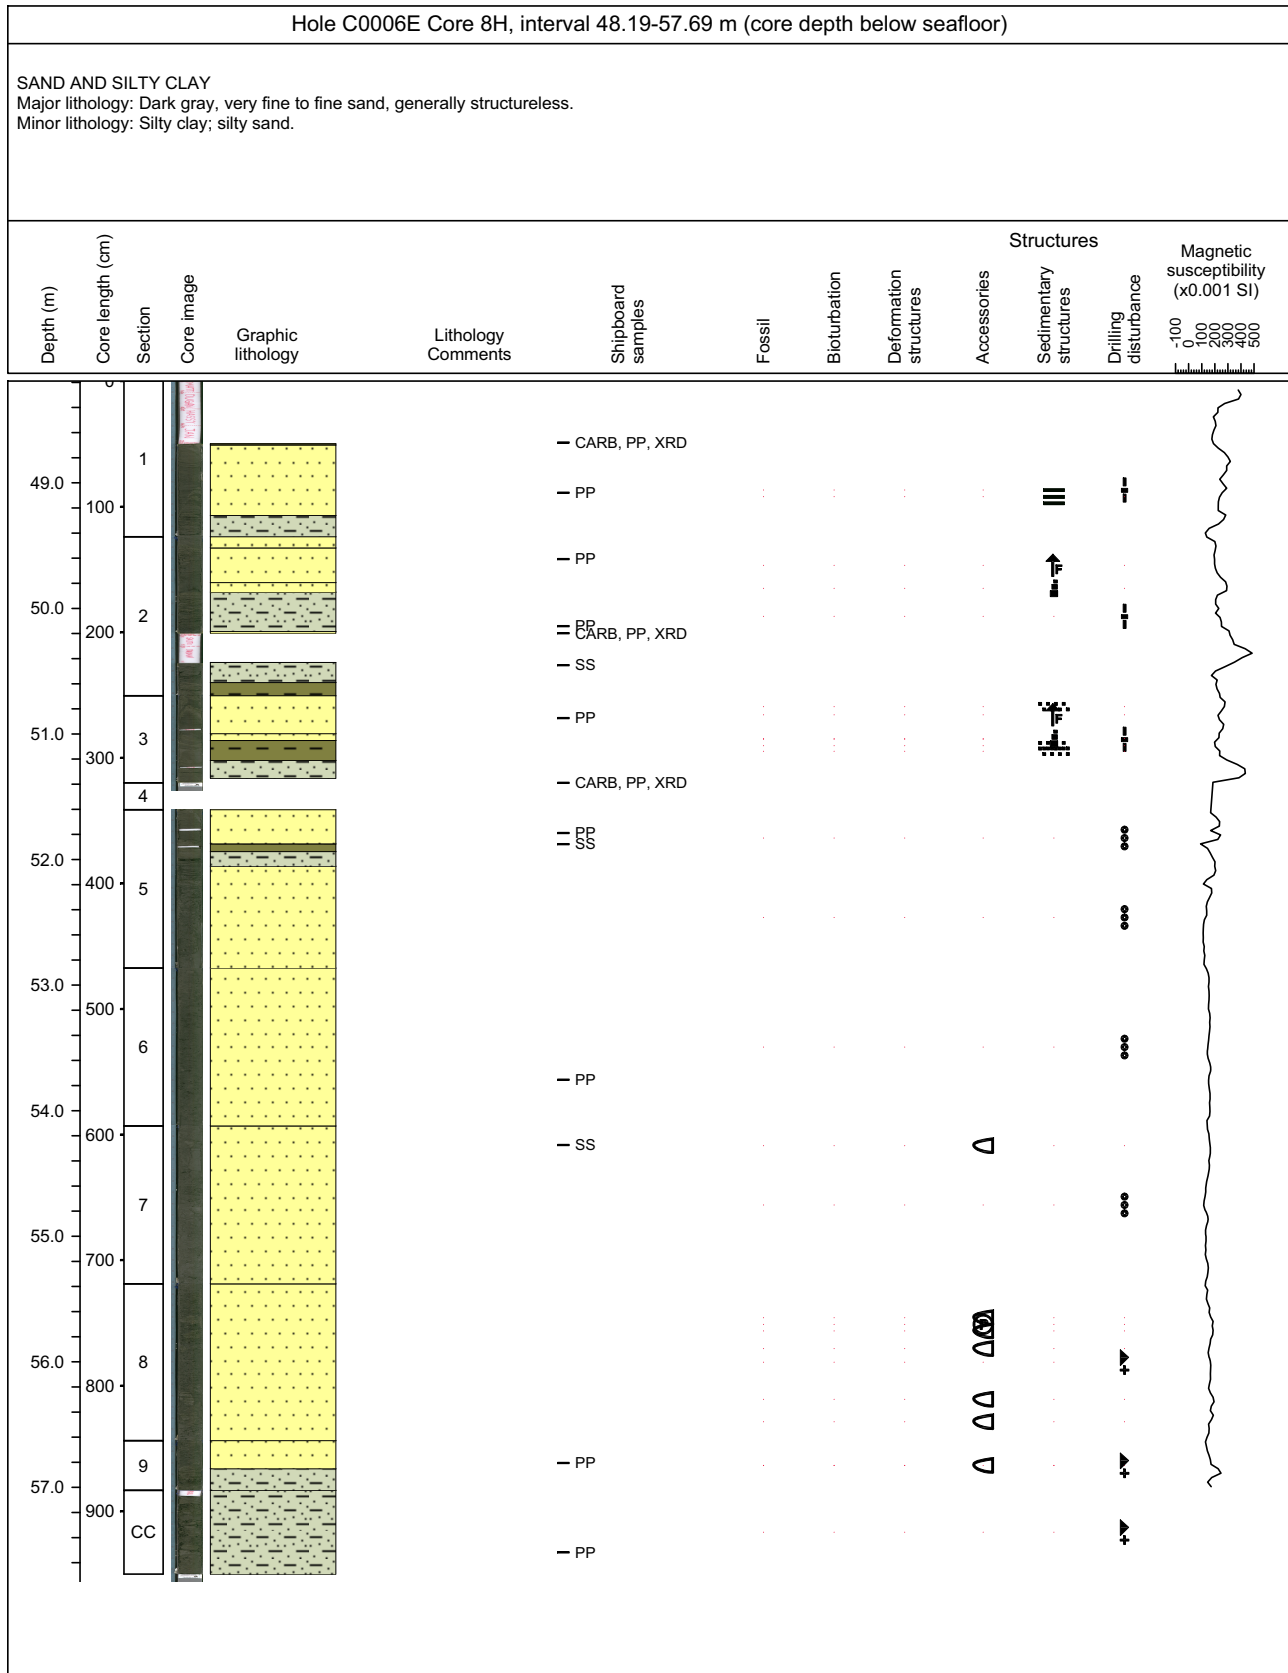 Hole C0006E Core 8H, interval 48.19-57.69 m (core depth below seafloor)
SAND AND SILTY CLAY
Major lithology: Dark gray, very fine to fine sand, generally structureless.
Minor lithology: Silty clay; silty sand.
Depth (m)
Core length (cm)
Section
Core image
Graphic
lithology
Lithology
Comments
Shipboard
samples
Fossil
Bioturbation
Deformation
structures
Accessories
Structures
Sedimentary
structures
Drilling
disturbance
Magnetic
susceptibility
(x0.001 SI)
-100
0
100
200
300
400
500
0
CARB, PP, XRD
1
49.0
PP
100
PP
F
50.0
2
PP
200
CARB, PP, XRD
SS
PP
F
51.0
3
300
CARB, PP, XRD
4
PP
SS
52.0
400
5
53.0
500
6
PP
54.0
600
SS
7
55.0
700
56.0
8
800
9
PP
57.0
900
CC
PP